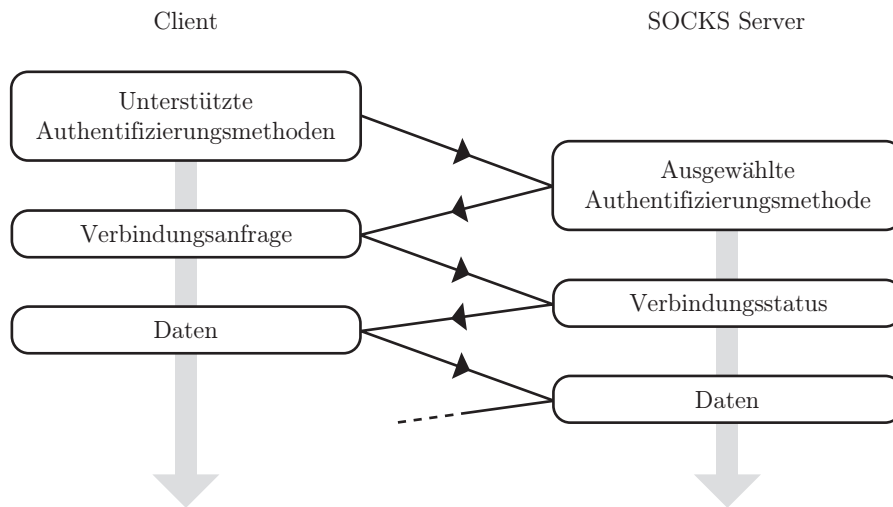 Client
SOCKS Server
Unterstützte
Authentifizierungsmethoden
Ausgewählte
Authentifizierungsmethode
Verbindungsanfrage
Verbindungsstatus
Daten
Daten